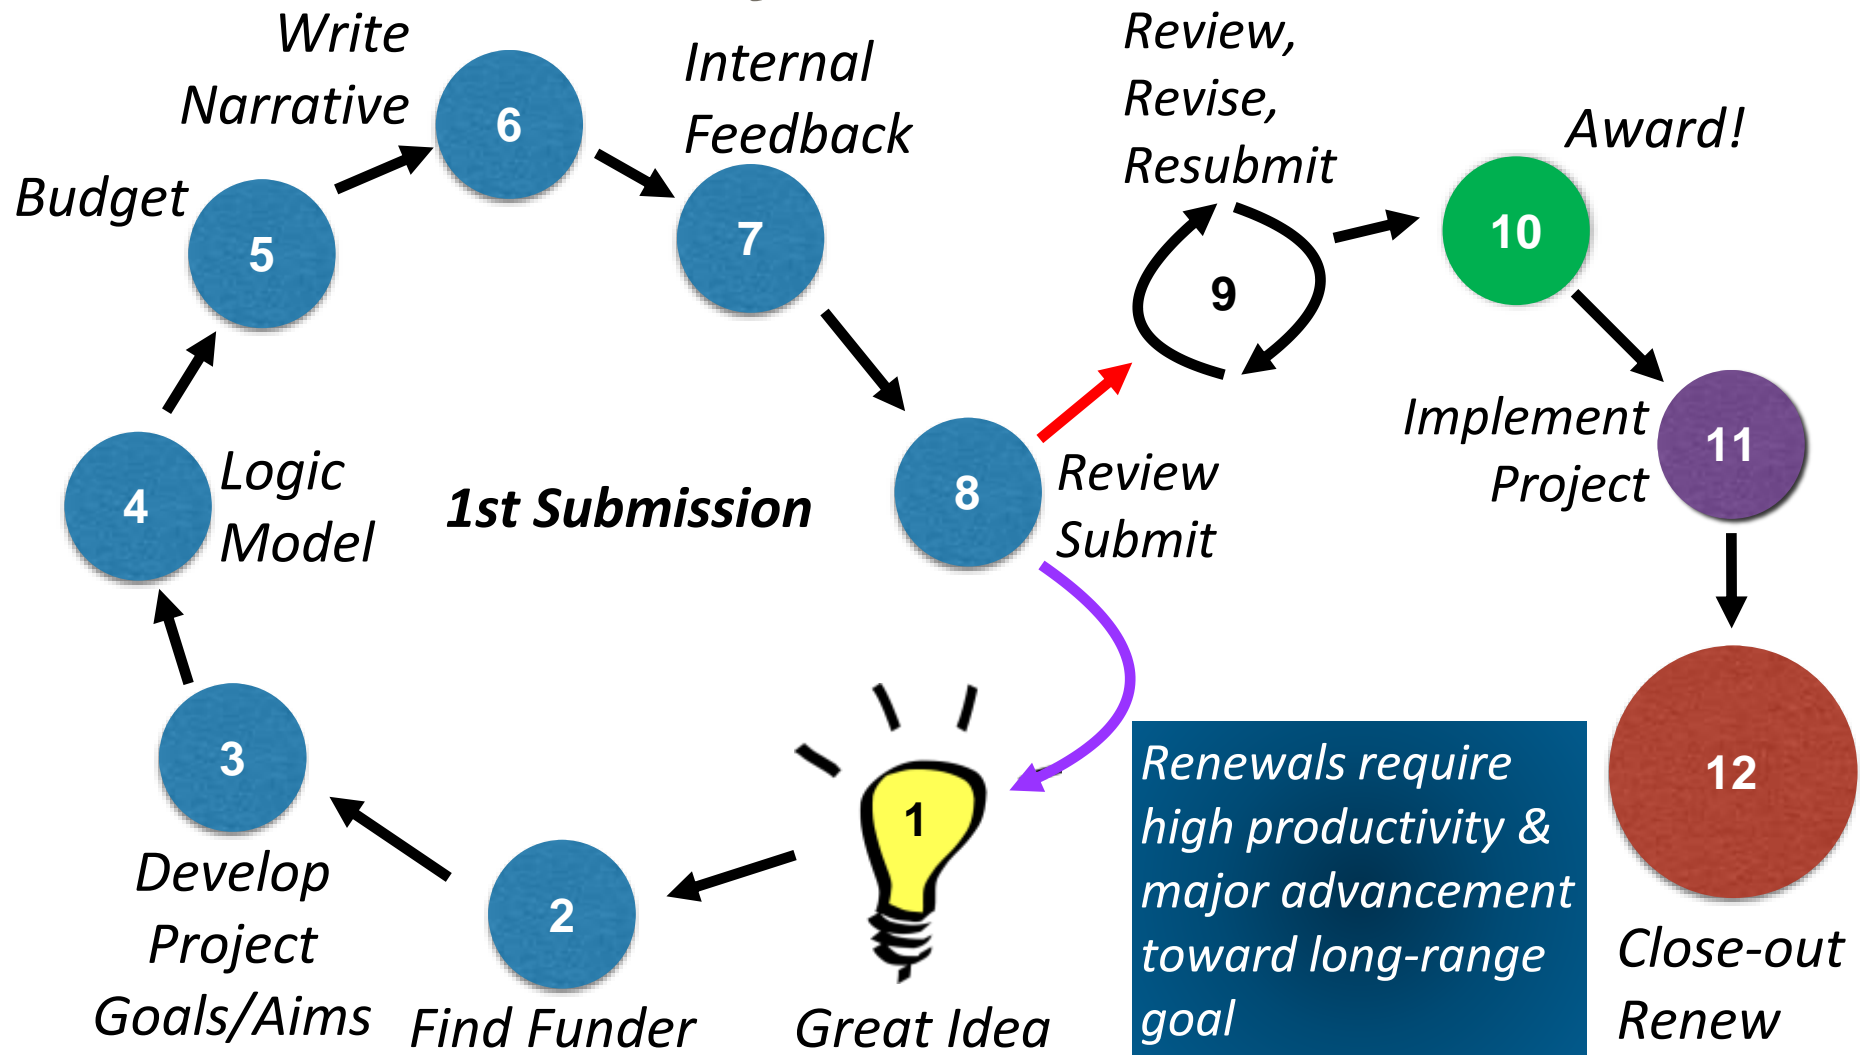 Write
Narrative
6
Internal
Feedback
7
Review,
Revise,
Resubmit
9
Award!
10
Budget
5
Implement
Project
11
4
Logic
Model
1st Submission
8
Review
Submit
3
Develop
Project
Goals/Aims
2
Find Funder
1
Great Idea
Renewals require
high productivity &
major advancement
toward long-range
goal
12
Close-out
Renew